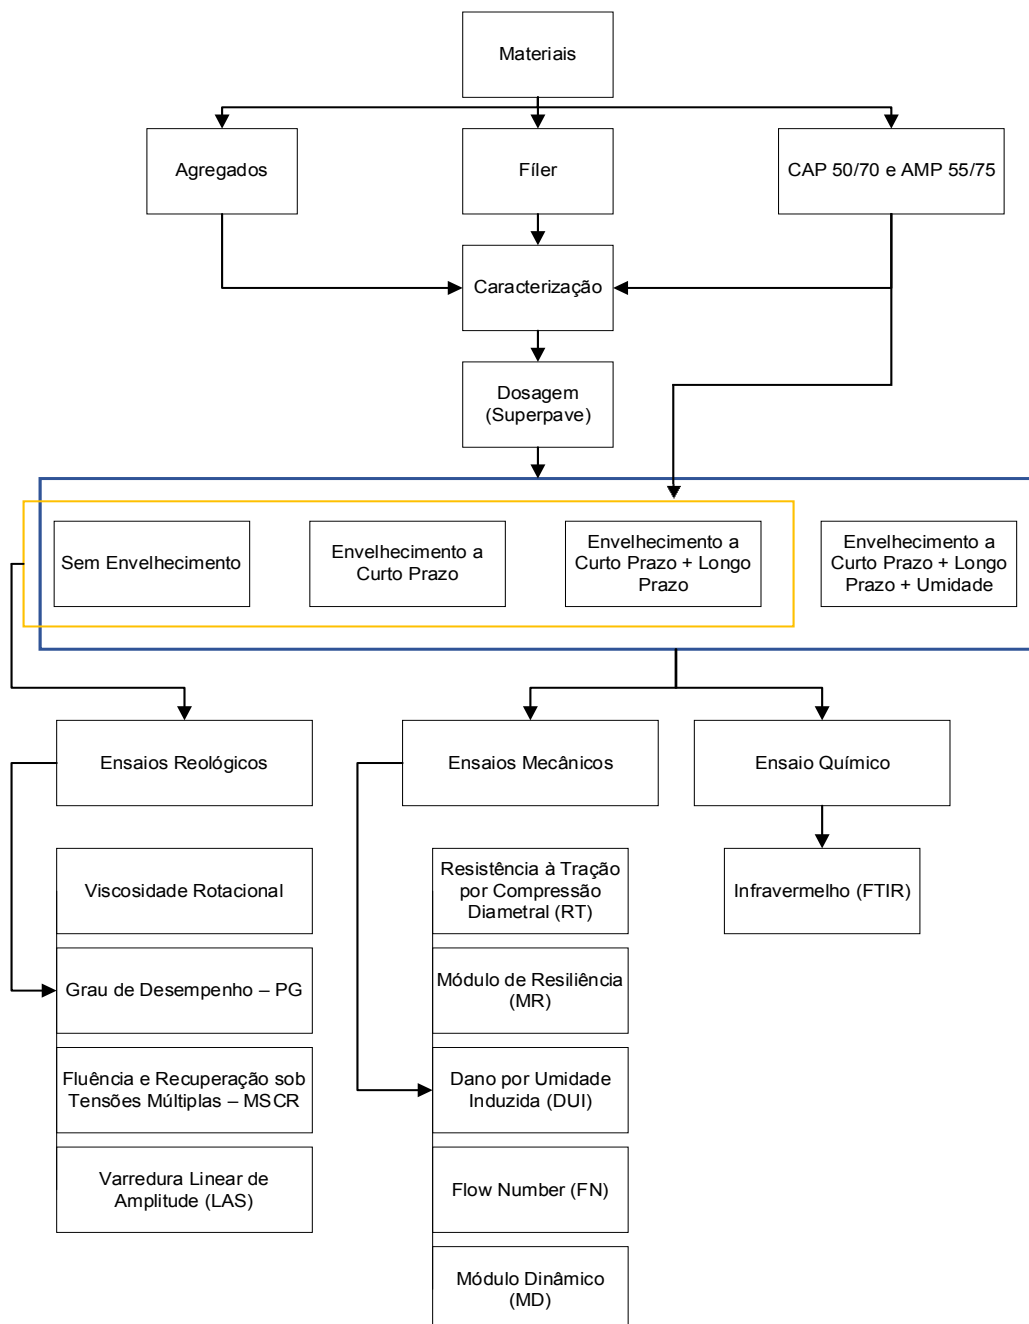 Materiais
Agregados
Fíler
CAP 50/70 e AMP 55/75
Caracterização
Dosagem
(Superpave)
Sem Envelhecimento
Envelhecimento a
Curto Prazo
Envelhecimento a
Curto Prazo + Longo
Prazo
Envelhecimento a
Curto Prazo + Longo
Prazo + Umidade
Ensaios Reológicos
Ensaios Mecânicos
Ensaio Químico
Viscosidade Rotacional
Grau de Desempenho – PG
Fluência e Recuperação sob
Tensões Múltiplas – MSCR
Varredura Linear de
Amplitude (LAS)
Resistência à Tração
por Compressão
Diametral (RT)
Módulo de Resiliência
(MR)
Dano por Umidade
Induzida (DUI)
Flow Number (FN)
Módulo Dinâmico
(MD)
Infravermelho (FTIR)